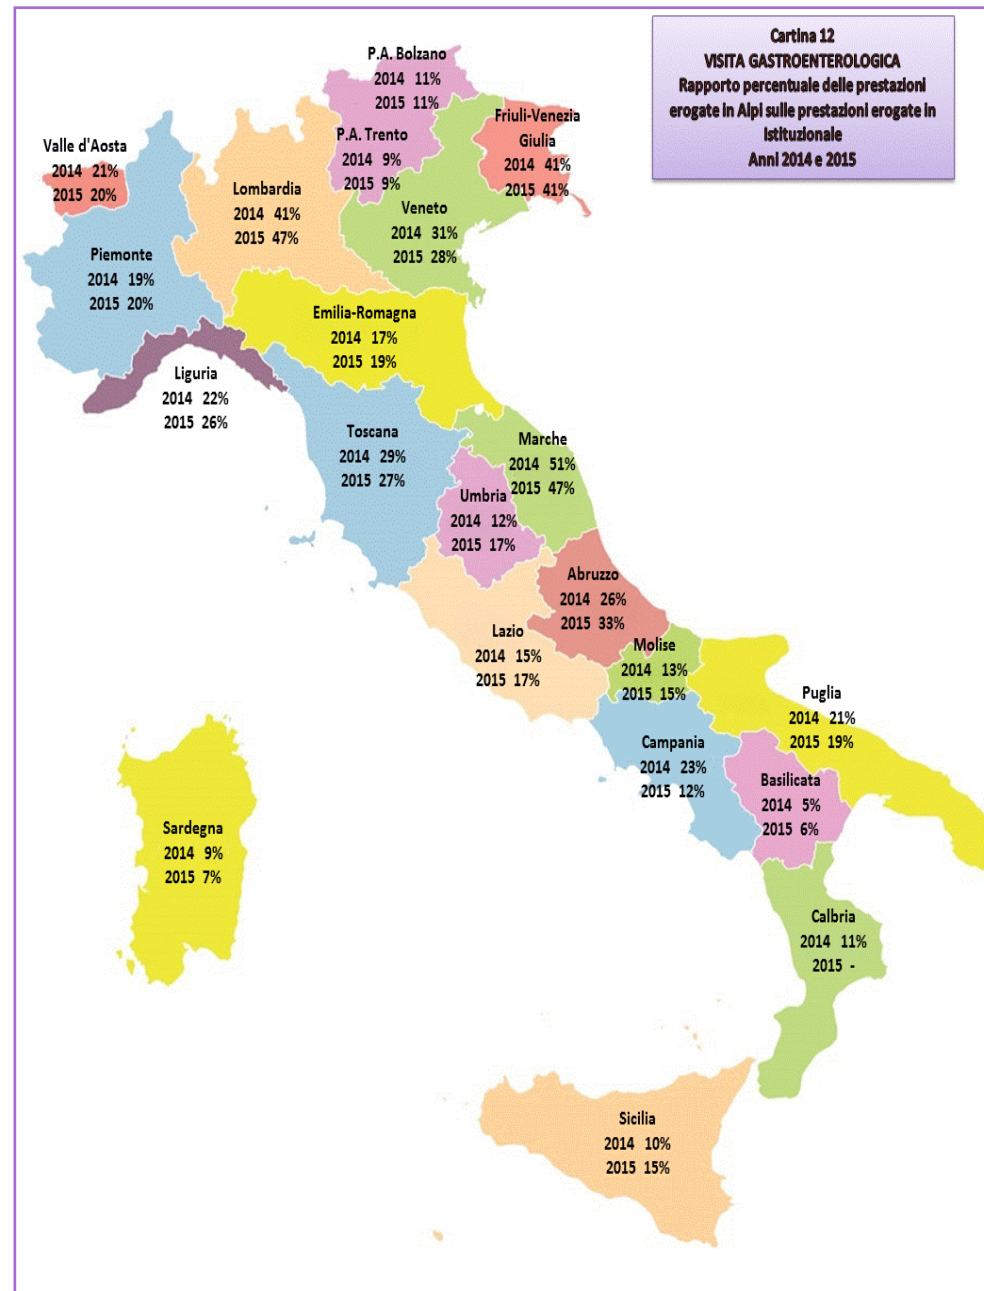 Cartina 12
VISITA GASTROENTEROLOGICA
Rapporto percentuale delle prestazioni
erogate in Alpi sulle prestazioni erogate in
Istituzionale
Anni 2014 e 2015
P.A. Bolzano
2014 11%
2015 11%
P.A. Trento
2014 9%
2015 9%
Friuli-Venezia
Giulia
2014 41%
2015 41%
Valle d'Aosta
2014 21%
2015 20%
Lombardia
2014 41%
2015 47%
Veneto
2014 31%
2015 28%
Piemonte
2014 19%
2015 20%
Emilia-Romagna
2014 17%
2015 19%
Liguria
2014 22%
2015 26%
Toscana
2014 29%
2015 27%
Marche
2014 51%
2015 47%
Umbria
2014 12%
2015 17%
Abruzzo
2014 26%
2015 33%
Lazio
2014 15%
2015 17%
Molise
2014 13%
2015 15%
Puglia
2014 21%
2015 19%
Campania
2014 23%
2015 12%
Basilicata
2014 5%
2015 6%
Sardegna
2014 9%
2015 7%
Calbria
2014 11%
2015 -
Sicilia
2014 10%
2015 15%